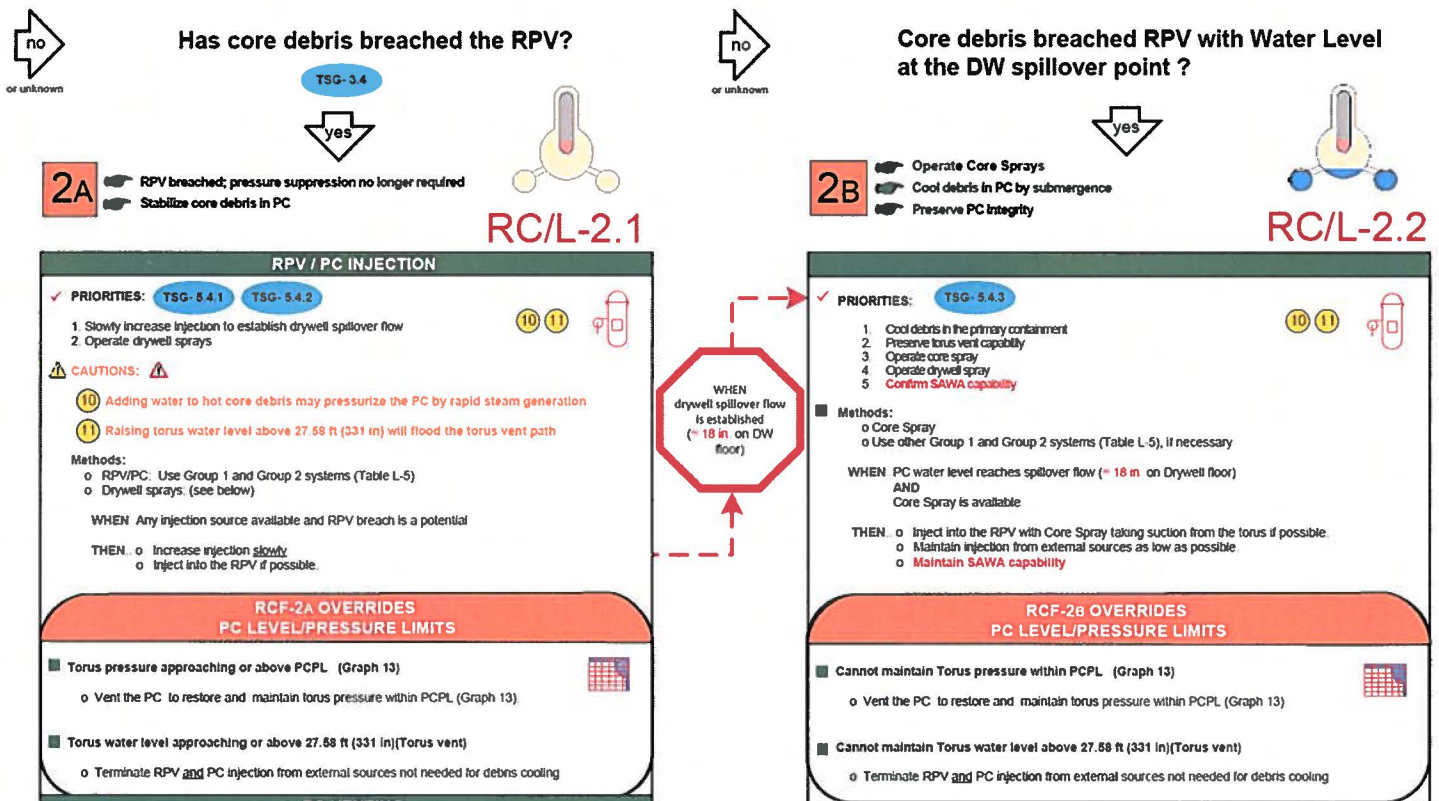 no
or unknown
Has core debris breached the RPV?
TSG- 3.4
yes
2A
RPV breached; pressure suppression no longer required
Stabilize core debris in PC
RC/L-2.1
RPV / PC INJECTION
✓ PRIORITIES: TSG- 5.4.1 TSG- 5.4.2
1. Slowly increase injection to establish drywell spillover flow
2. Operate drywell sprays
10 11
CAUTIONS:
10 Adding water to hot core debris may pressurize the PC by rapid steam generation
11 Raising torus water level above 27.58 ft (331 in) will flood the torus vent path
Methods:
o RPV/PC: Use Group 1 and Group 2 systems (Table L-5)
o Drywell sprays: (see below)
WHEN Any injection source available and RPV breach is a potential
THEN.. o Increase injection slowly
o Inject into the RPV if possible.
RCF-2A OVERRIDES
PC LEVEL/PRESSURE LIMITS
Torus pressure approaching or above PCPL (Graph 13)
o Vent the PC to restore and maintain torus pressure within PCPL (Graph 13).
Torus water level approaching or above 27.58 ft (331 in)(Torus vent)
o Terminate RPV and PC injection from external sources not needed for debris cooling
WHEN
drywell spillover flow
is established
(~ 18 in. on DW
floor)
no
or unknown
Core debris breached RPV with Water Level
at the DW spillover point ?
yes
2B
Operate Core Sprays
Cool debris in PC by submergence
Preserve PC integrity
RC/L-2.2
✓ PRIORITIES: TSG- 5.4.3
1. Cool debris in the primary containment
2. Preserve torus vent capability
3. Operate core spray
4. Operate drywell spray
5 Confirm SAWA capability
10 11
Methods:
o Core Spray
o Use other Group 1 and Group 2 systems (Table L-5), if necessary
WHEN PC water level reaches spillover flow (~ 18 in. on Drywell floor)
AND
Core Spray is available
THEN.. o Inject into the RPV with Core Spray taking suction from the torus if possible.
o Maintain injection from external sources as low as possible
o Maintain SAWA capability
RCF-2B OVERRIDES
PC LEVEL/PRESSURE LIMITS
Cannot maintain Torus pressure within PCPL (Graph 13)
o Vent the PC to restore and maintain torus pressure within PCPL (Graph 13)
Cannot maintain Torus water level above 27.58 ft (331 in)(Torus vent)
o Terminate RPV and PC injection from external sources not needed for debris cooling